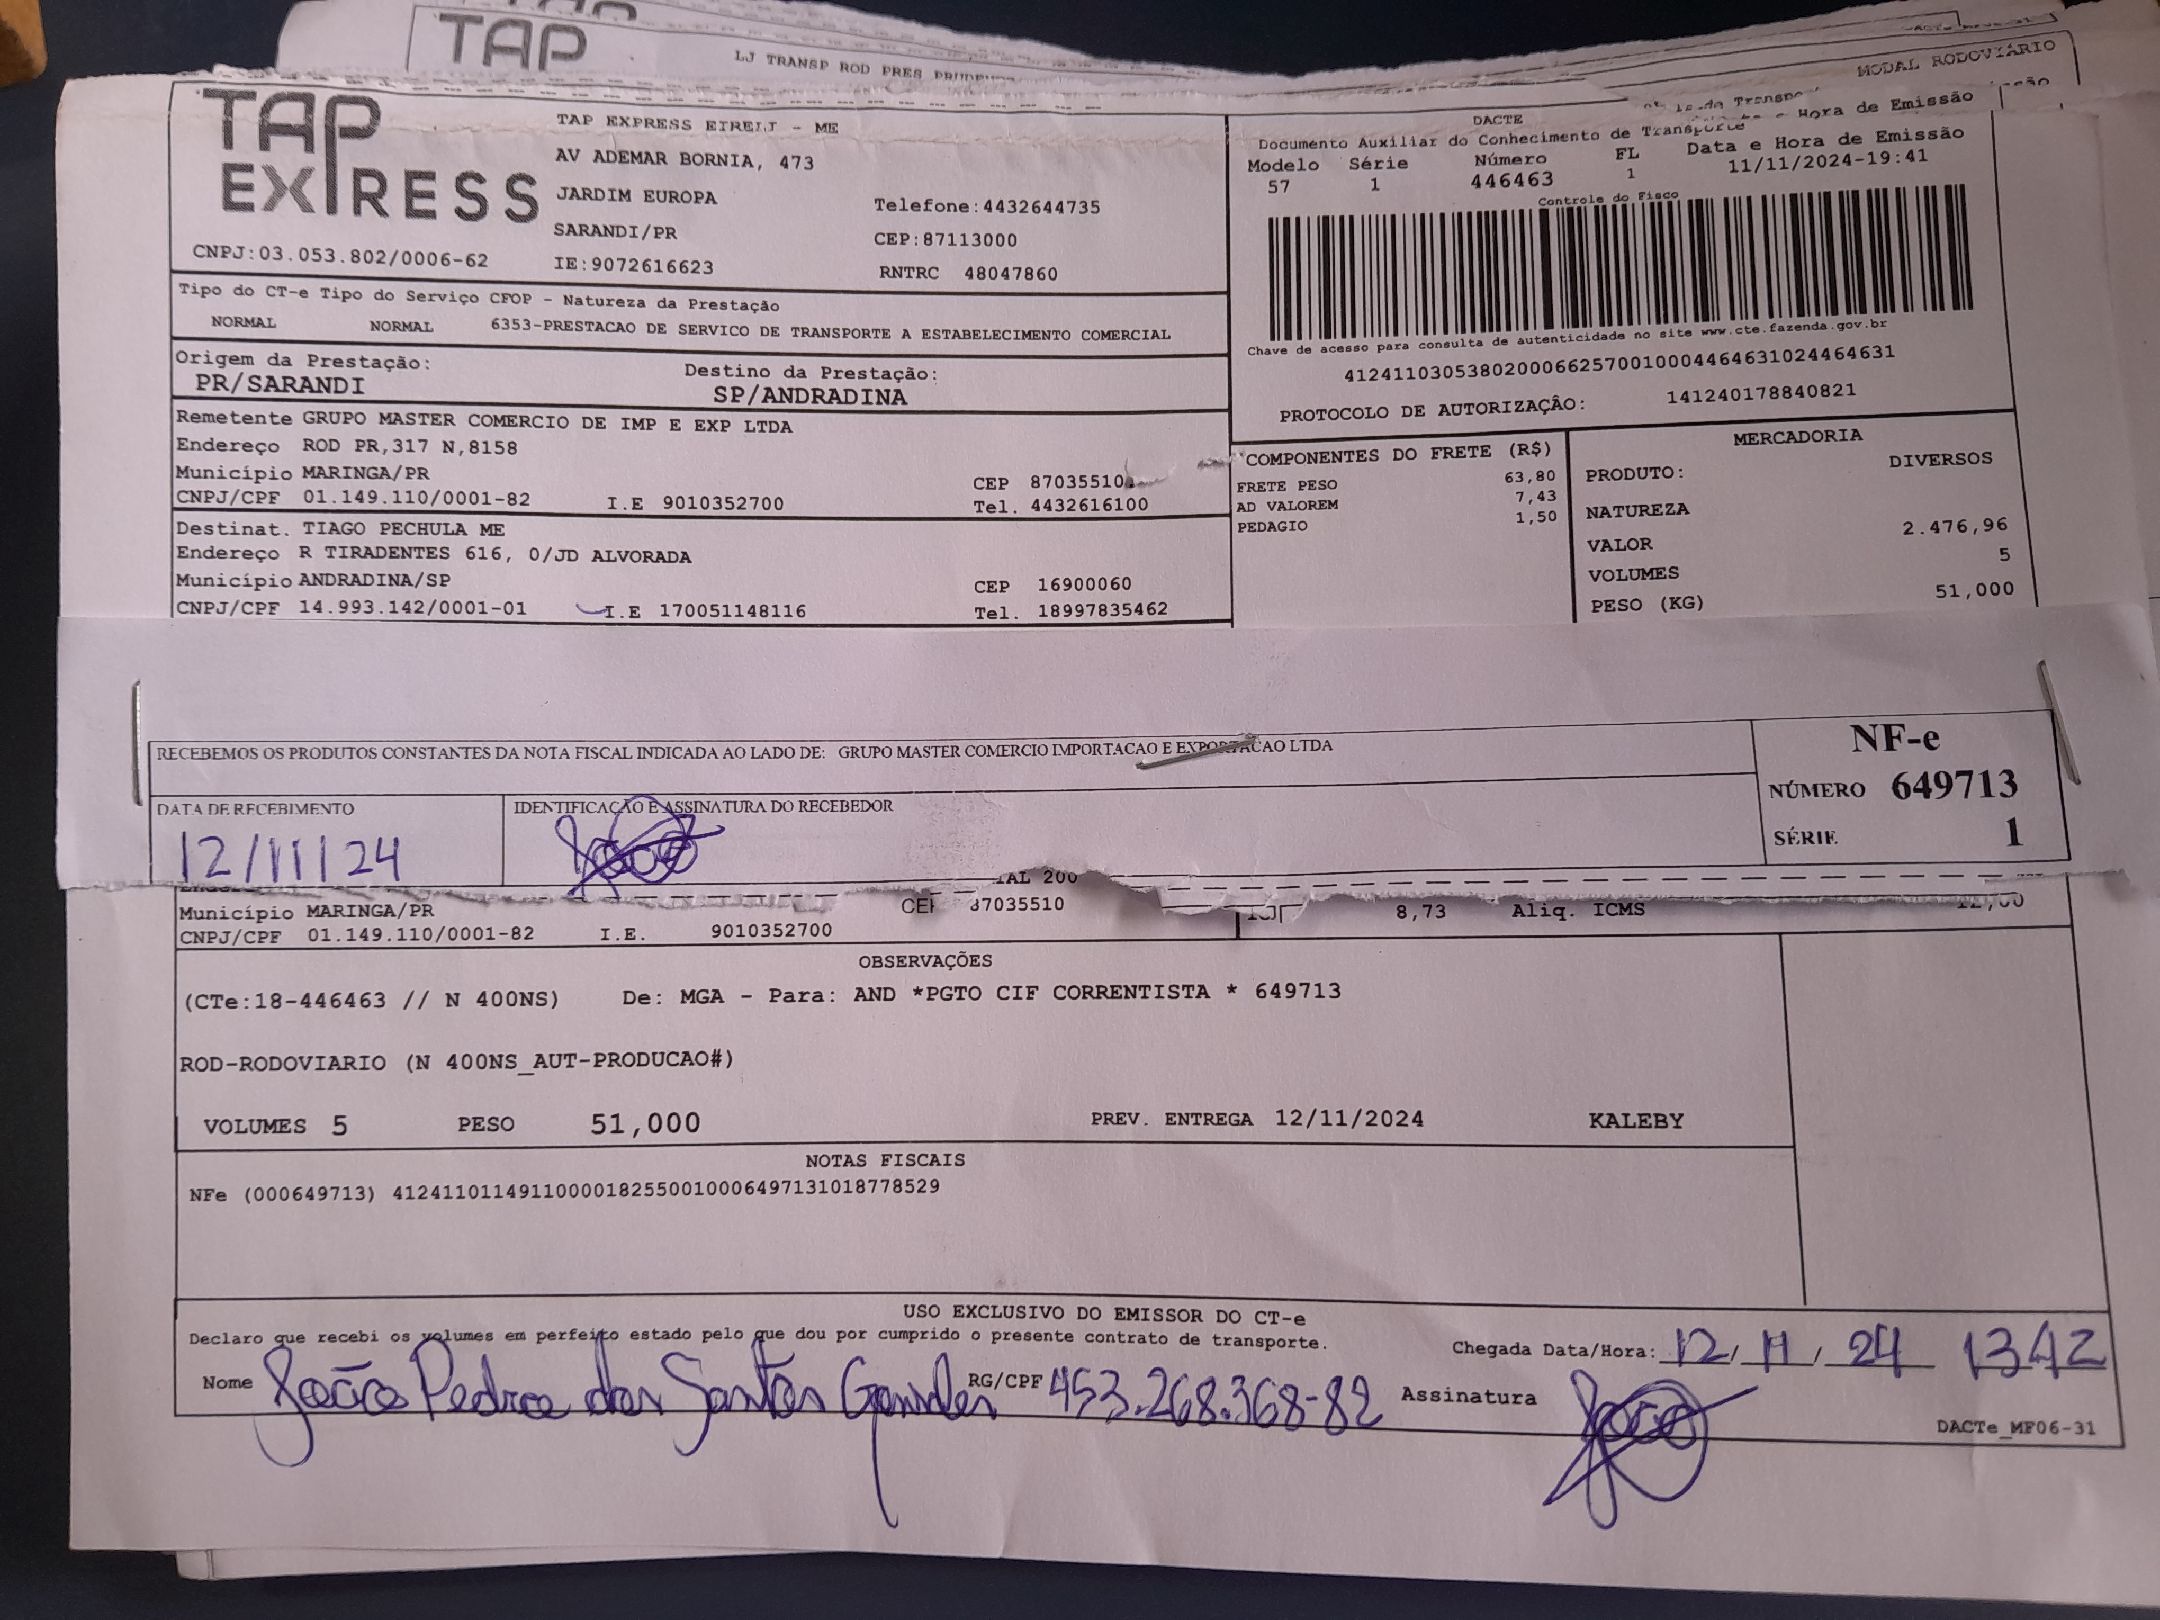 TAP
LJ TRANSP ROD PRES
MODAL RODOVIÁRIO
Hora de Emissão
TAP EXPRESS
TAP EXPRESS EIRELI - ME
AV ADEMAR BORNIA, 473
JARDIM EUROPA Telefone:4432644735
SARANDI/PR CEP:87113000
CNPJ:03.053.802/0006-62 IE:9072616623 RNTRC 48047860
DACTE
Documento Auxiliar do Conhecimento de Transporte
Modelo Série Número FL Data e Hora de Emissão
57 1 446463 1 11/11/2024-19:41
Controle do Fisco
Chave de acesso para consulta de autenticidade no site www.cte.fazenda.gov.br
41241103053802000662570010004464631024464631
PROTOCOLO DE AUTORIZAÇÂO: 141240178840821
Tipo do CT-e Tipo do Serviço CFOP - Natureza da Prestação
NORMAL NORMAL 6353-PRESTACAO DE SERVICO DE TRANSPORTE A ESTABELECIMENTO COMERCIAL
Origem da Prestação: Destino da Prestação:
PR/SARANDI SP/ANDRADINA
Remetente GRUPO MASTER COMERCIO DE IMP E EXP LTDA
Endereço ROD PR,317 N,8158
Município MARINGA/PR CEP 87035510
CNPJ/CPF 01.149.110/0001-82 I.E 9010352700 Tel. 4432616100
Destinat. TIAGO PECHULA ME
Endereço R TIRADENTES 616, 0/JD ALVORADA
Município ANDRADINA/SP CEP 16900060
CNPJ/CPF 14.993.142/0001-01 I.E 170051148116 Tel. 18997835462
COMPONENTES DO FRETE (R$)
FRETE PESO 63,80
AD VALOREM 7,43
PEDAGIO 1,50
MERCADORIA
PRODUTO: DIVERSOS
NATUREZA
VALOR 2.476,96
VOLUMES 5
PESO (KG) 51,000
RECEBEMOS OS PRODUTOS CONSTANTES DA NOTA FISCAL INDICADA AO LADO DE: GRUPO MASTER COMERCIO IMPORTACAO E EXPORTACAO LTDA
NF-e
NÚMERO 649713
SÉRIE 1
DATA DE RECEBIMENTO IDENTIFICAÇÃO E ASSINATURA DO RECEBEDOR
12/11/24 João
200
Município MARINGA/PR CEP 87035510
CNPJ/CPF 01.149.110/0001-82 I.E. 9010352700
8,73 Aliq. ICMS
OBSERVAÇÕES
(CTe:18-446463 // N 400NS) De: MGA - Para: AND *PGTO CIF CORRENTISTA * 649713
ROD-RODOVIARIO (N 400NS_AUT-PRODUCAO#)
VOLUMES 5 PESO 51,000 PREV. ENTREGA 12/11/2024 KALEBY
NOTAS FISCAIS
NFe (000649713) 41241101149110000182550010006497131018778529
USO EXCLUSIVO DO EMISSOR DO CT-e
Declaro que recebi os volumes em perfeito estado pelo que dou por cumprido o presente contrato de transporte.
Chegada Data/Hora: 12/11/24 1342
Nome João Pedro dos Santos RG/CPF 453.268.368-82 Assinatura João
DACTe_MF06-31